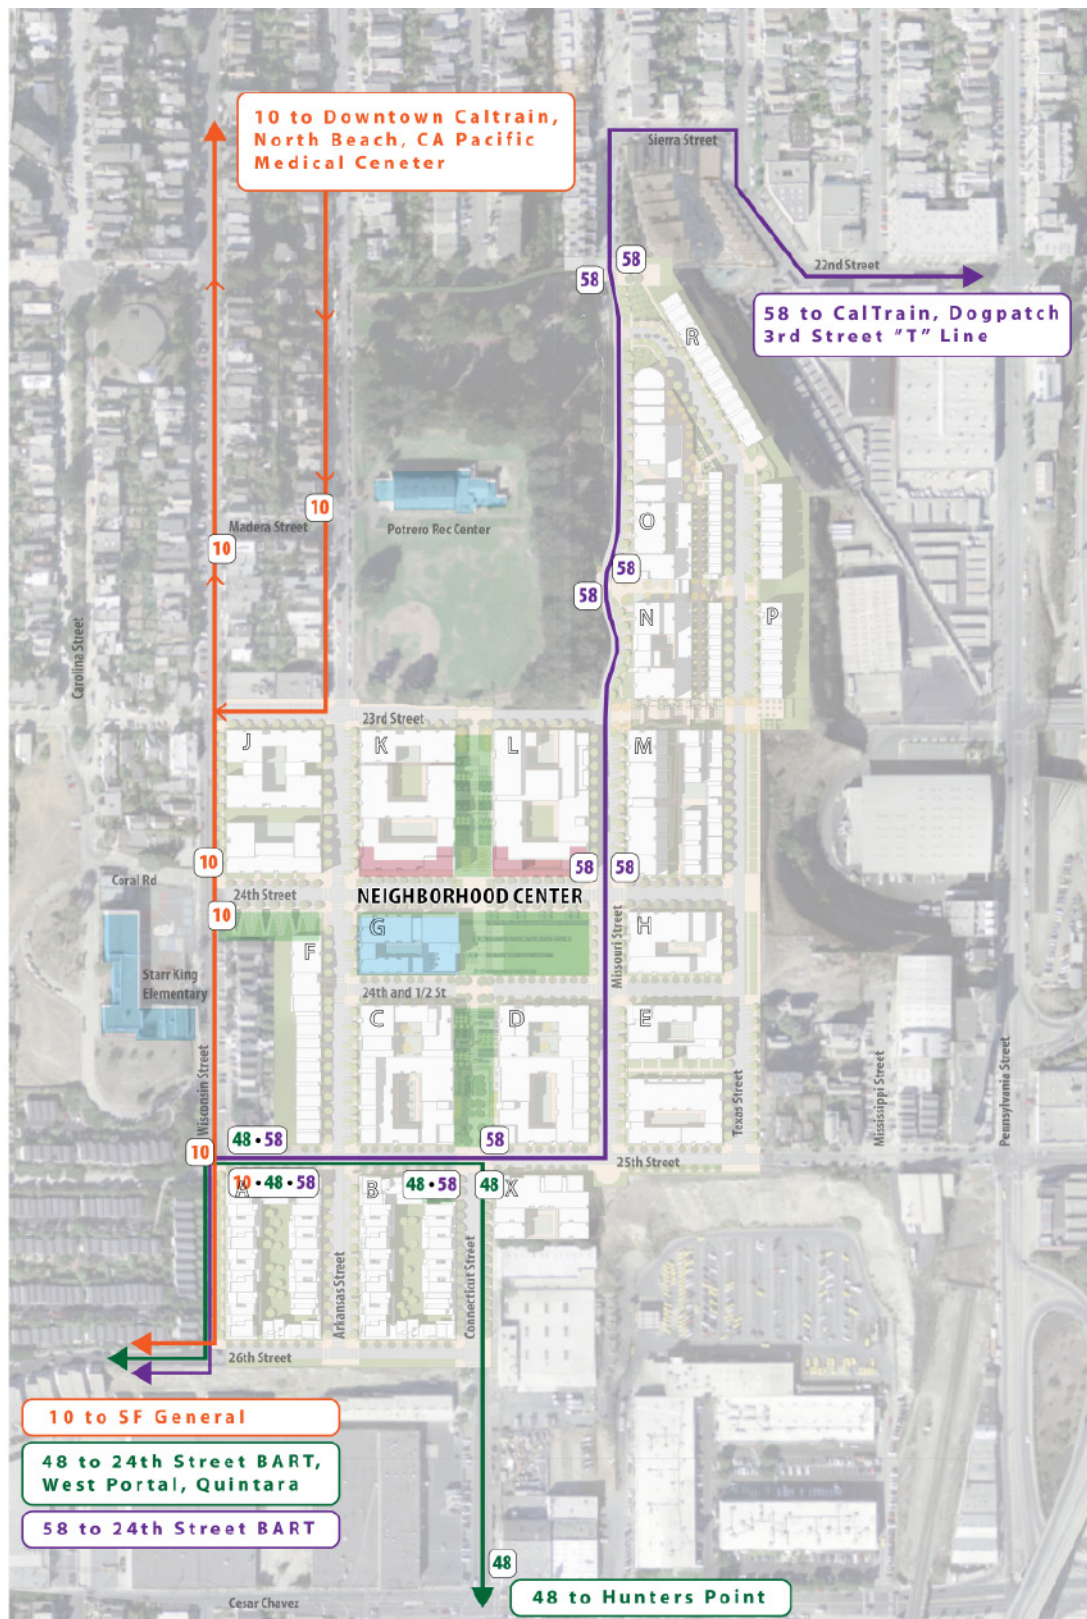 10 to Downtown Caltrain,
North Beach, CA Pacific
Medical Ceneter
Sierra Street
58
58
22nd Street
58 to CalTrain, Dogpatch
3rd Street "T" Line
R
10
Madera Street
Potrero Rec Center
O
10
58
58
N
P
Carolina Street
23rd Street
J
K
L
M
10
58
58
Coral Rd
24th Street
NEIGHBORHOOD CENTER
10
G
H
F
Missouri Street
Starr King
Elementary
24th and 1/2 St
C
D
E
Wisconsin Street
Texas Street
Mississippi Street
Pennsylvania Street
48 • 58
58
10
25th Street
10 • 48 • 58
48 • 58
48
A
B
X
Arkansas Street
Connecticut Street
26th Street
10 to SF General
48 to 24th Street BART,
West Portal, Quintara
58 to 24th Street BART
48
48 to Hunters Point
Cesar Chavez